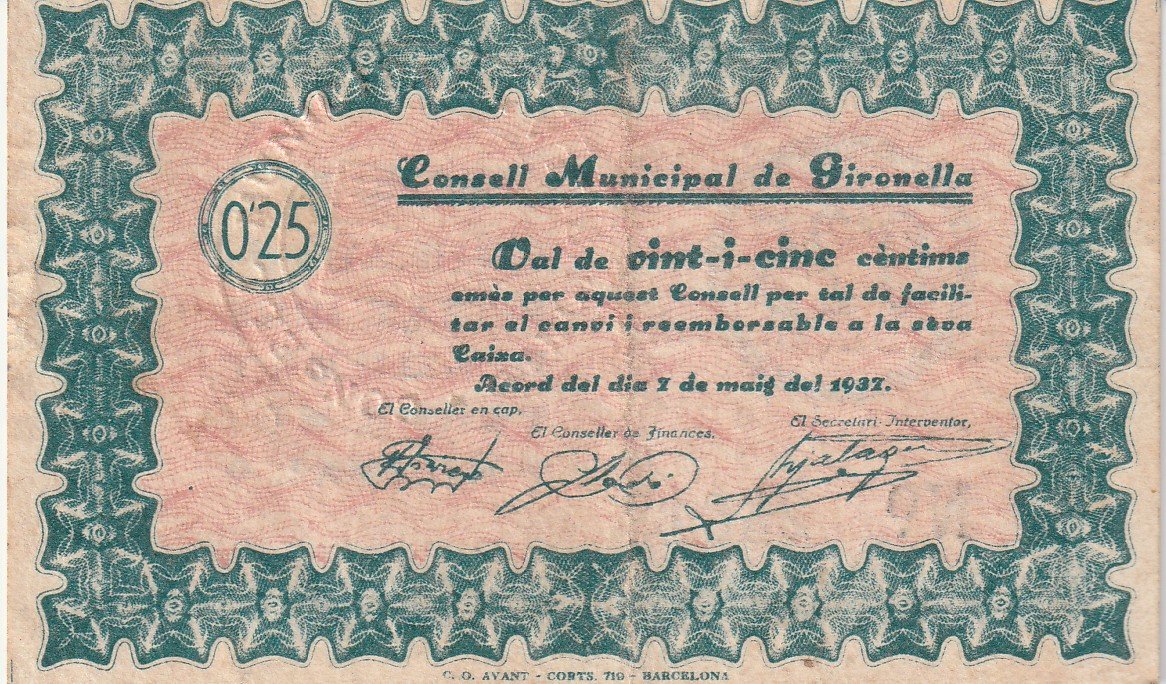 Consell Municipal de Gironella
0'25
Val de vint-i-cinc cèntims
emès per aquest Consell per tal de facili-
tar el canvi i reemborsable a la seva
Caixa.
Acord del dia 7 de maig del 1937.
El Conseller en cap,
El Conseller de Finances,
El Secretari-Interventor,
C. O. AVANT - CORTS, 719 - BARCELONA